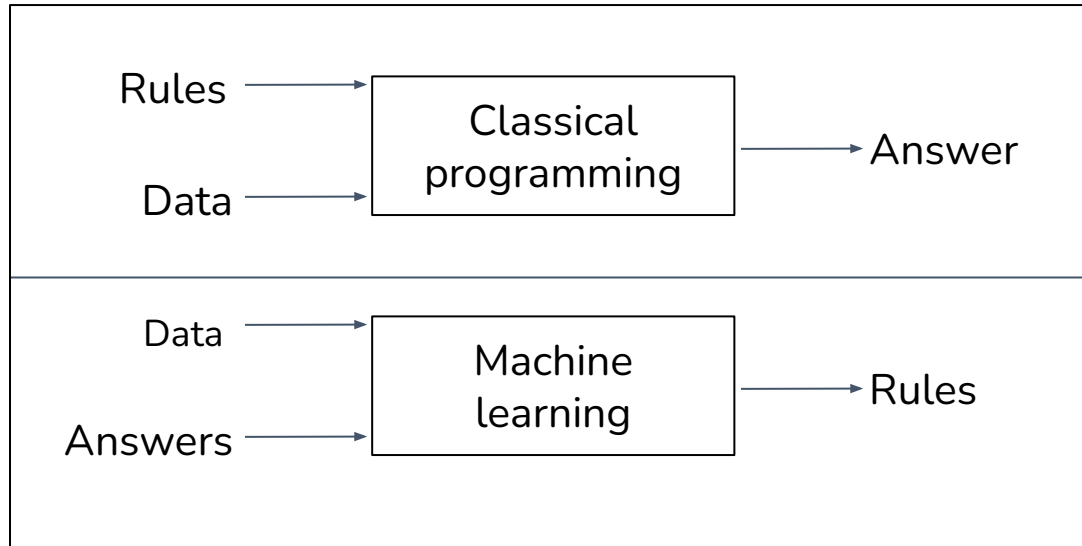 Rules
Classical
programming
Answer
Data
Data
Machine
learning
Rules
Answers